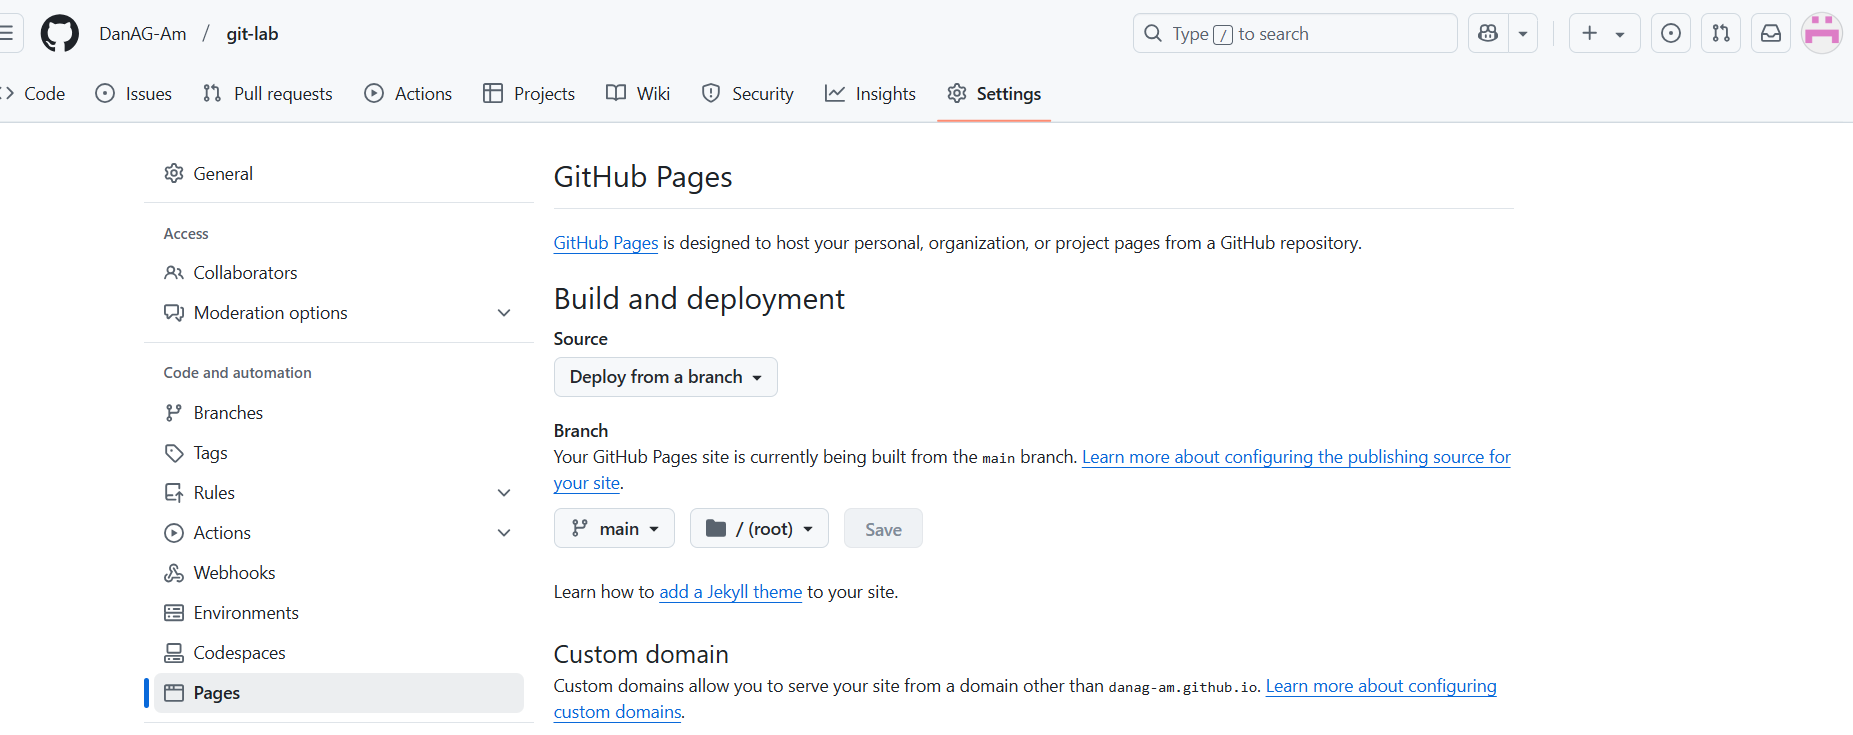 DanAG-Am / git-lab
Type / to search
Code
Issues
Pull requests
Actions
Projects
Wiki
Security
Insights
Settings
General
Access
Collaborators
Moderation options
Code and automation
Branches
Tags
Rules
Actions
Webhooks
Environments
Codespaces
Pages
GitHub Pages
GitHub Pages is designed to host your personal, organization, or project pages from a GitHub repository.
Build and deployment
Source
Deploy from a branch
Branch
Your GitHub Pages site is currently being built from the main branch. Learn more about configuring the publishing source for
your site.
main
/ (root)
Save
Learn how to add a Jekyll theme to your site.
Custom domain
Custom domains allow you to serve your site from a domain other than danag-am.github.io. Learn more about configuring
custom domains.